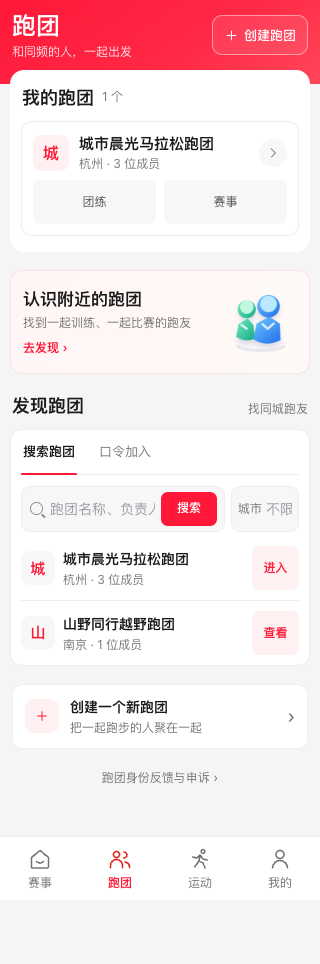 跑团
和同频的人，一起出发
＋ 创建跑团
我的跑团 1 个
城
城市晨光马拉松跑团
杭州 · 3 位成员
团练
赛事
认识附近的跑团
找到一起训练、一起比赛的跑友
去发现 ›
发现跑团
找同城跑友
搜索跑团
口令加入
跑团名称、负责人
搜索
城市 不限
城
城市晨光马拉松跑团
杭州 · 3 位成员
进入
山
山野同行越野跑团
南京 · 1 位成员
查看
＋
创建一个新跑团
把一起跑步的人聚在一起
›
跑团身份反馈与申诉 ›
赛事
跑团
运动
我的